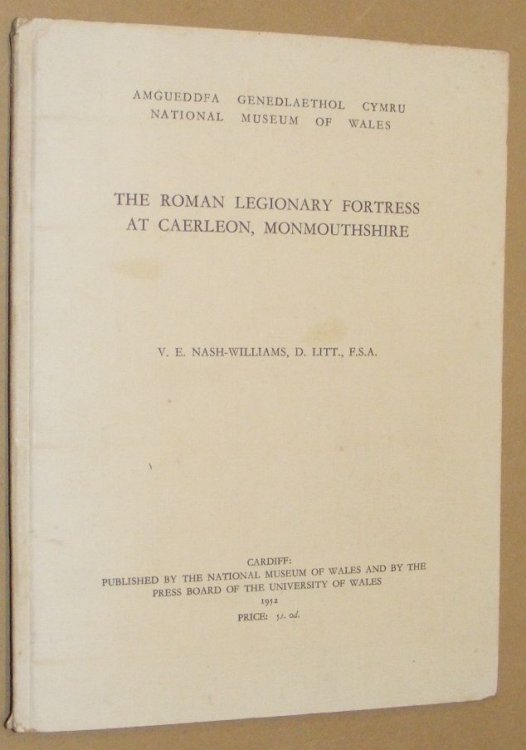 AMGUEDDFA GENEDLAETHOL CYMRU
NATIONAL MUSEUM OF WALES
THE ROMAN LEGIONARY FORTRESS
AT CAERLEON, MONMOUTHSHIRE
V. E. NASH-WILLIAMS, D. LITT., F.S.A.
CARDIFF:
PUBLISHED BY THE NATIONAL MUSEUM OF WALES AND BY THE
PRESS BOARD OF THE UNIVERSITY OF WALES
1952
PRICE: 5s. 0d.